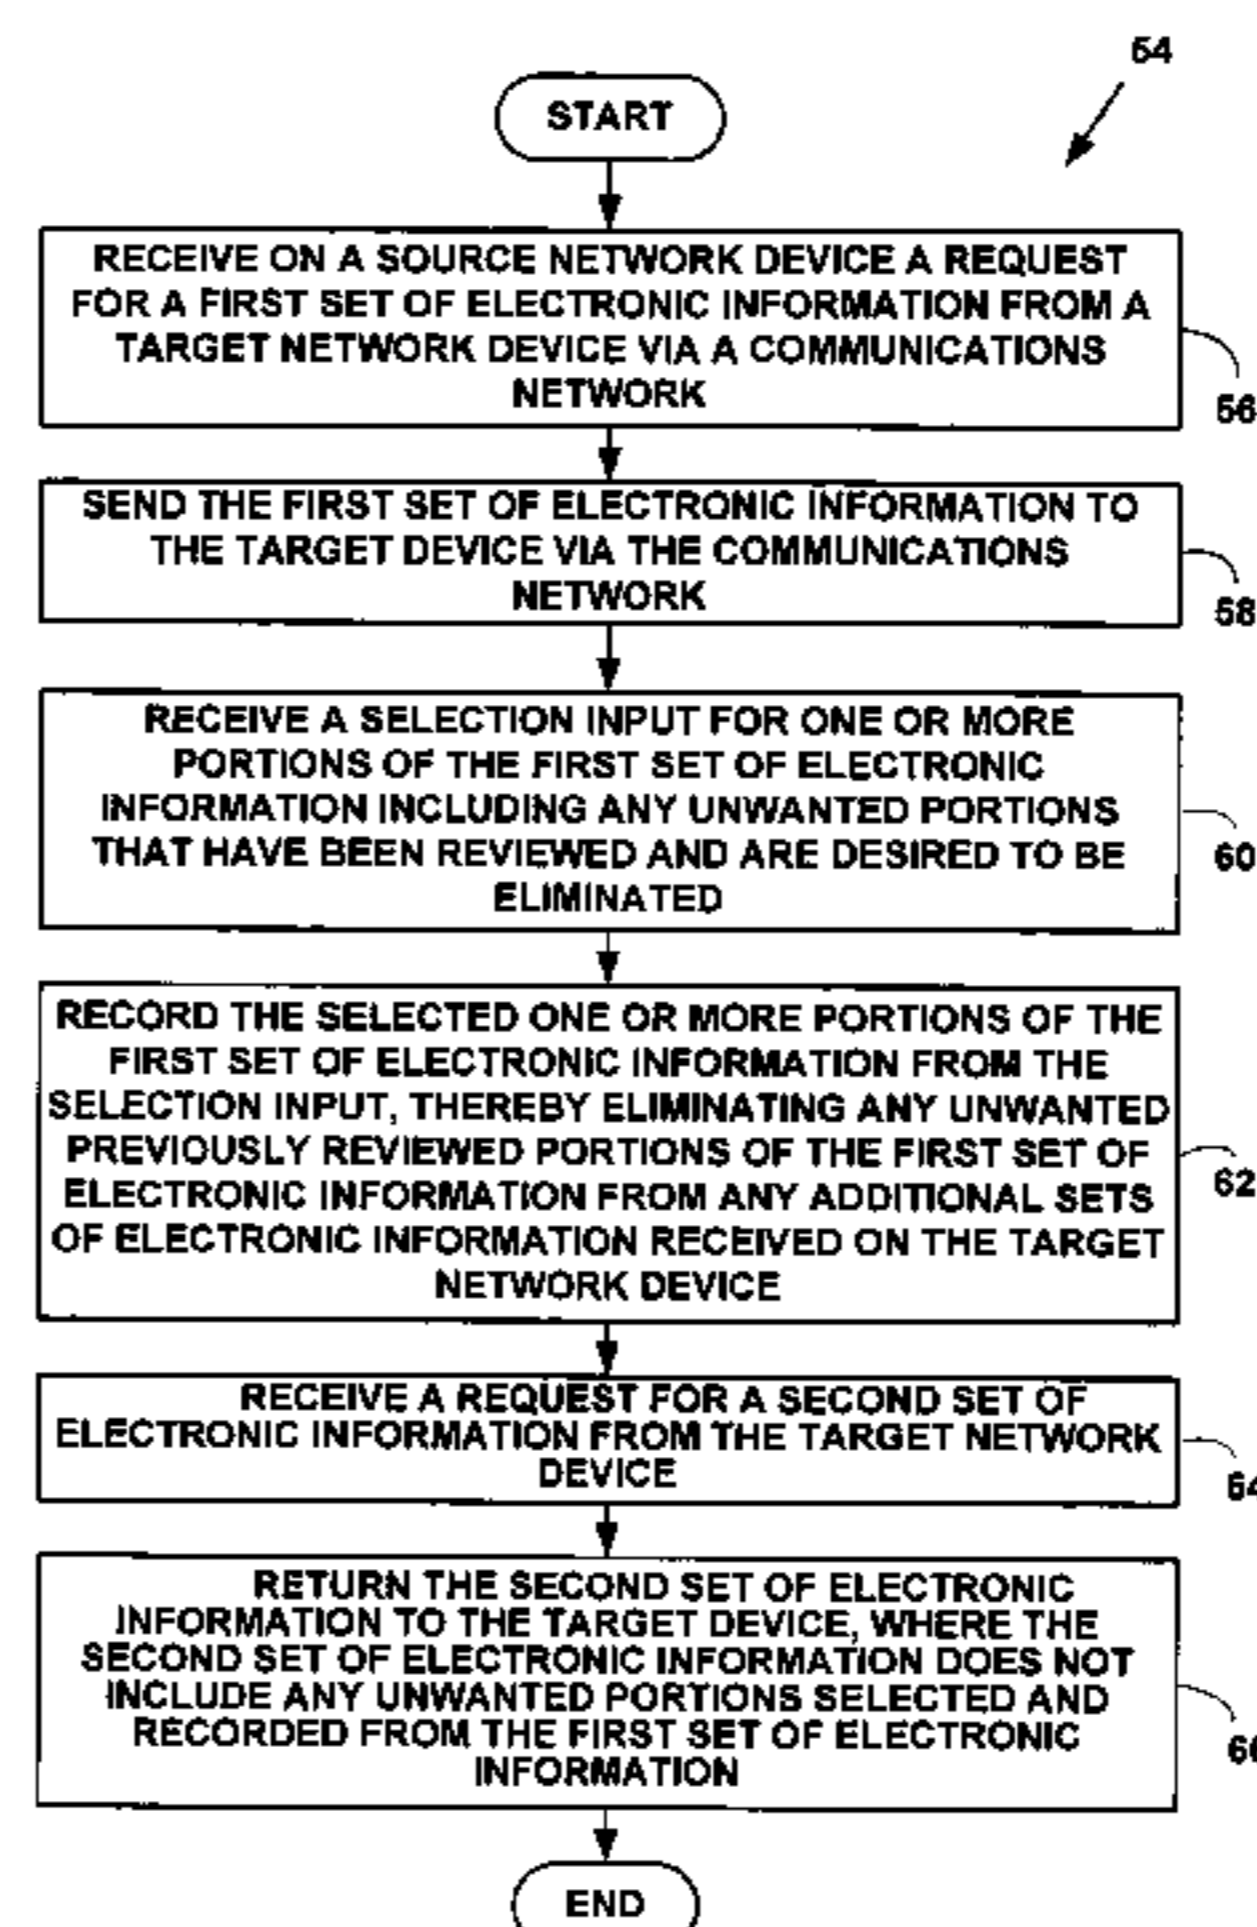 54
START
RECEIVE ON A SOURCE NETWORK DEVICE A REQUEST
FOR A FIRST SET OF ELECTRONIC INFORMATION FROM A
TARGET NETWORK DEVICE VIA A COMMUNICATIONS
NETWORK
56
SEND THE FIRST SET OF ELECTRONIC INFORMATION TO
THE TARGET DEVICE VIA THE COMMUNICATIONS
NETWORK
58
RECEIVE A SELECTION INPUT FOR ONE OR MORE
PORTIONS OF THE FIRST SET OF ELECTRONIC
INFORMATION INCLUDING ANY UNWANTED PORTIONS
THAT HAVE BEEN REVIEWED AND ARE DESIRED TO BE
ELIMINATED
60
RECORD THE SELECTED ONE OR MORE PORTIONS OF THE
FIRST SET OF ELECTRONIC INFORMATION FROM THE
SELECTION INPUT, THEREBY ELIMINATING ANY UNWANTED
PREVIOUSLY REVIEWED PORTIONS OF THE FIRST SET OF
ELECTRONIC INFORMATION FROM ANY ADDITIONAL SETS
OF ELECTRONIC INFORMATION RECEIVED ON THE TARGET
NETWORK DEVICE
62
RECEIVE A REQUEST FOR A SECOND SET OF
ELECTRONIC INFORMATION FROM THE TARGET NETWORK
DEVICE
64
RETURN THE SECOND SET OF ELECTRONIC
INFORMATION TO THE TARGET DEVICE, WHERE THE
SECOND SET OF ELECTRONIC INFORMATION DOES NOT
INCLUDE ANY UNWANTED PORTIONS SELECTED AND
RECORDED FROM THE FIRST SET OF ELECTRONIC
INFORMATION
66
END